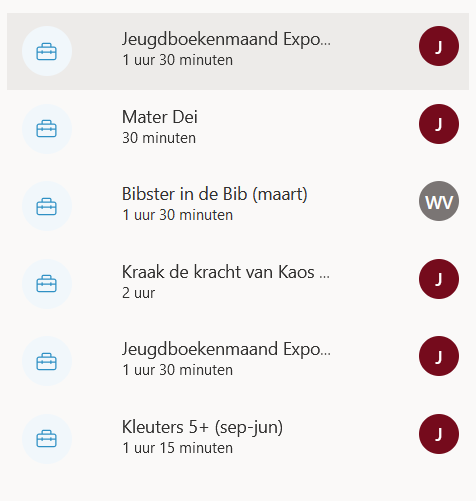 Jeugdboekenmaand Expo...
1 uur 30 minuten
J
Mater Dei
30 minuten
J
Bibster in de Bib (maart)
1 uur 30 minuten
WV
Kraak de kracht van Kaos ...
2 uur
J
Jeugdboekenmaand Expo...
1 uur 30 minuten
J
Kleuters 5+ (sep-jun)
1 uur 15 minuten
J